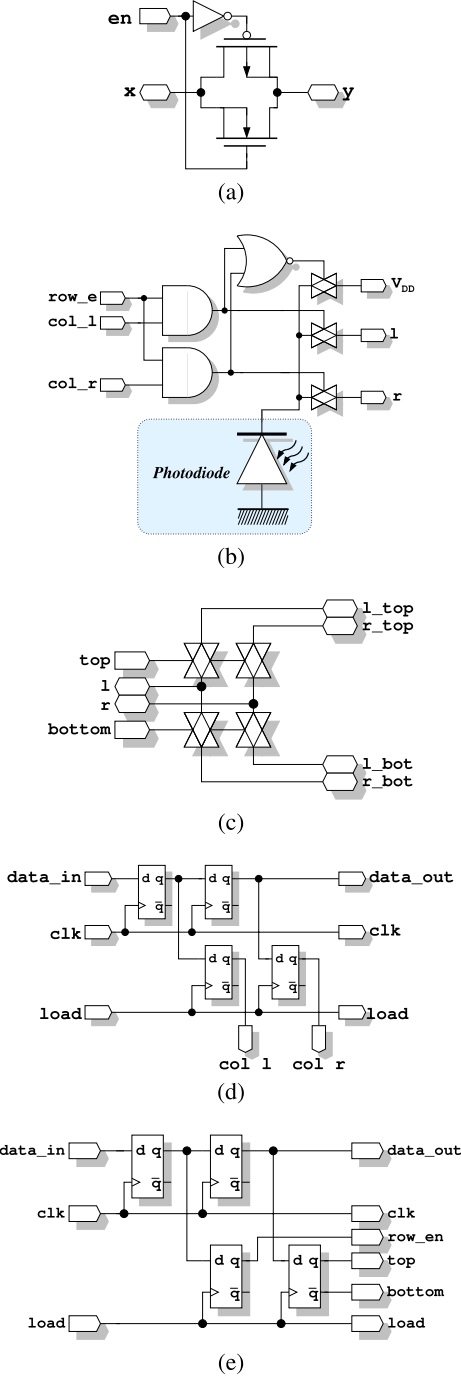 en
x
y
(a)
row_e
col_l
col_r
V_DD
l
r
Photodiode
(b)
l_top
r_top
top
l
r
bottom
l_bot
r_bot
(c)
data_in
d q
d q
data_out
q̅
q̅
clk
clk
d q
d q
q̅
q̅
load
load
col l
col r
(d)
data_in
d q
d q
data_out
q̅
q̅
clk
clk
row_en
d q
d q
top
q̅
q̅
bottom
load
load
(e)